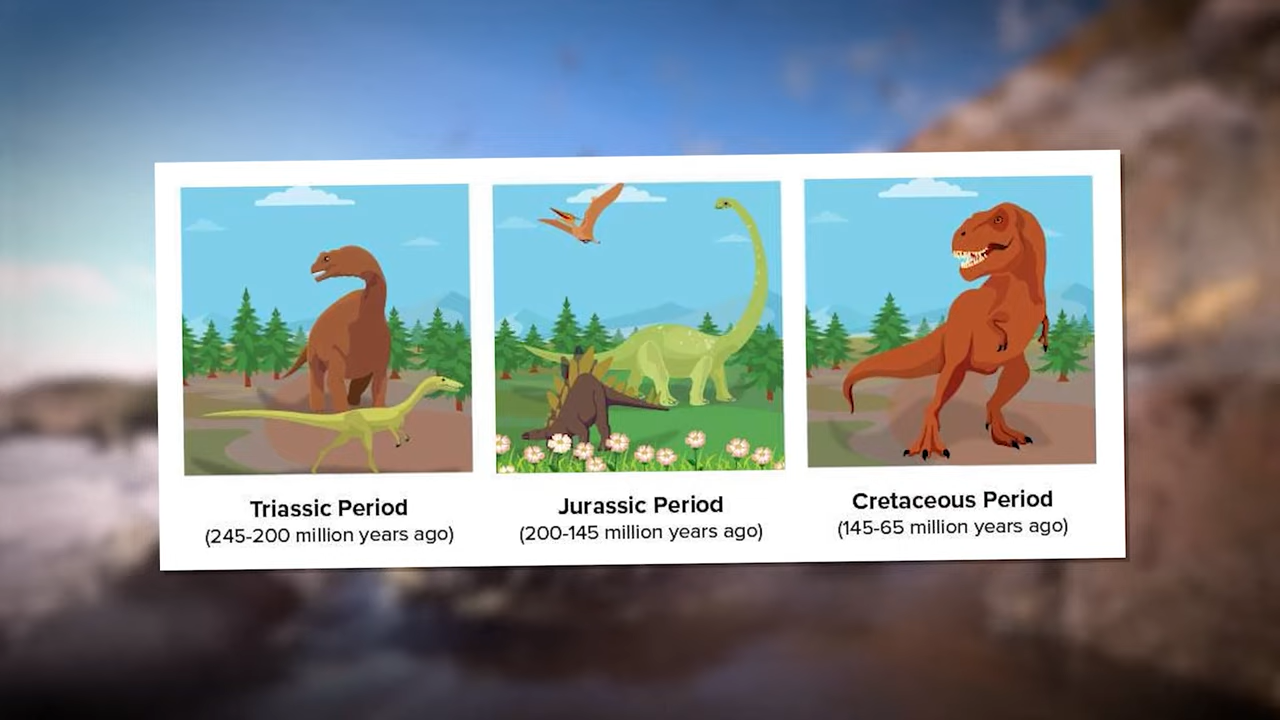 Triassic Period
(245-200 million years ago)
Jurassic Period
(200-145 million years ago)
Cretaceous Period
(145-65 million years ago)